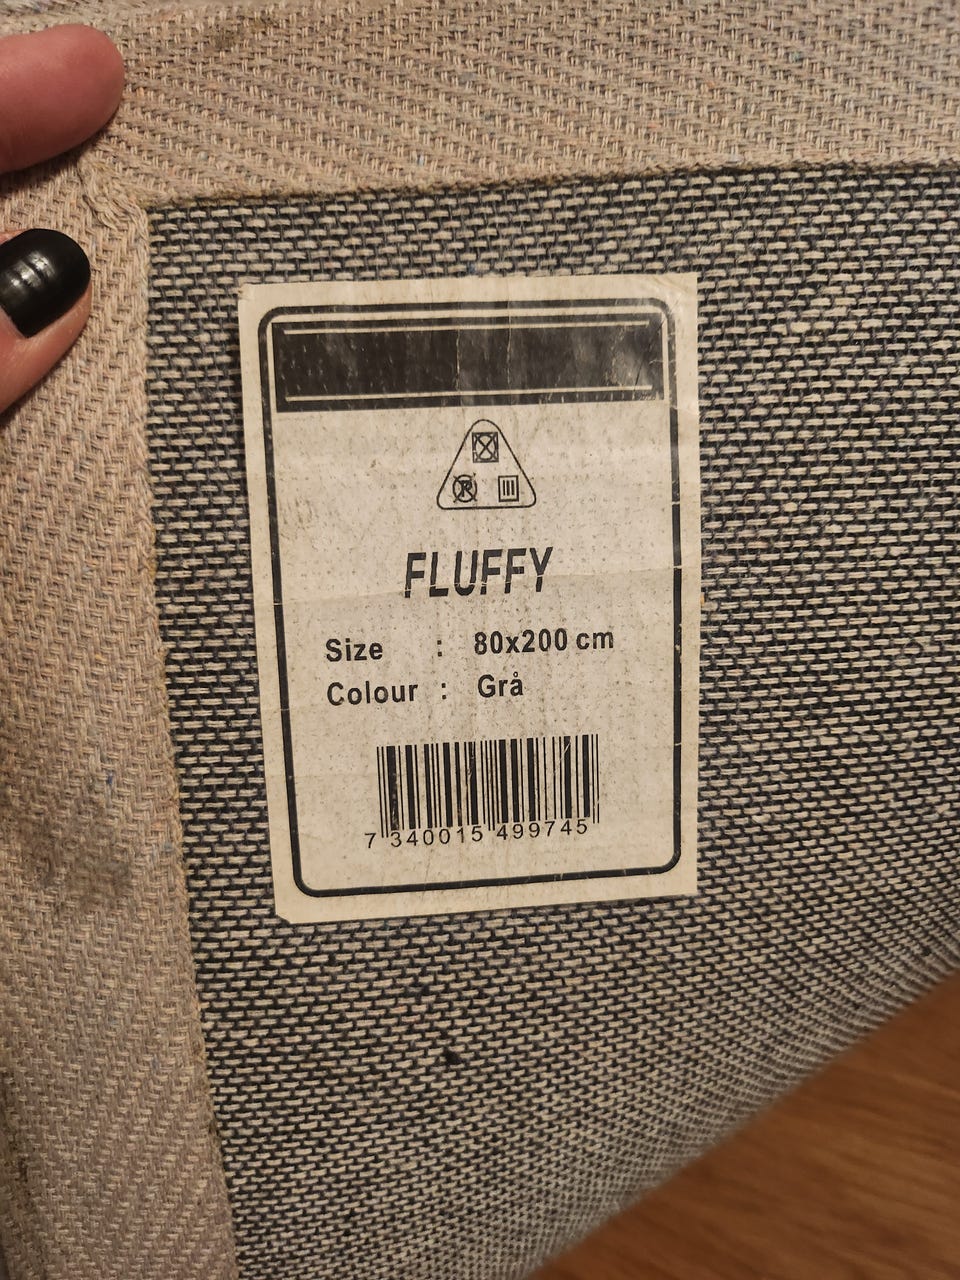 FLUFFY
Size : 80x200 cm
Colour : Grå
7 340015 499745